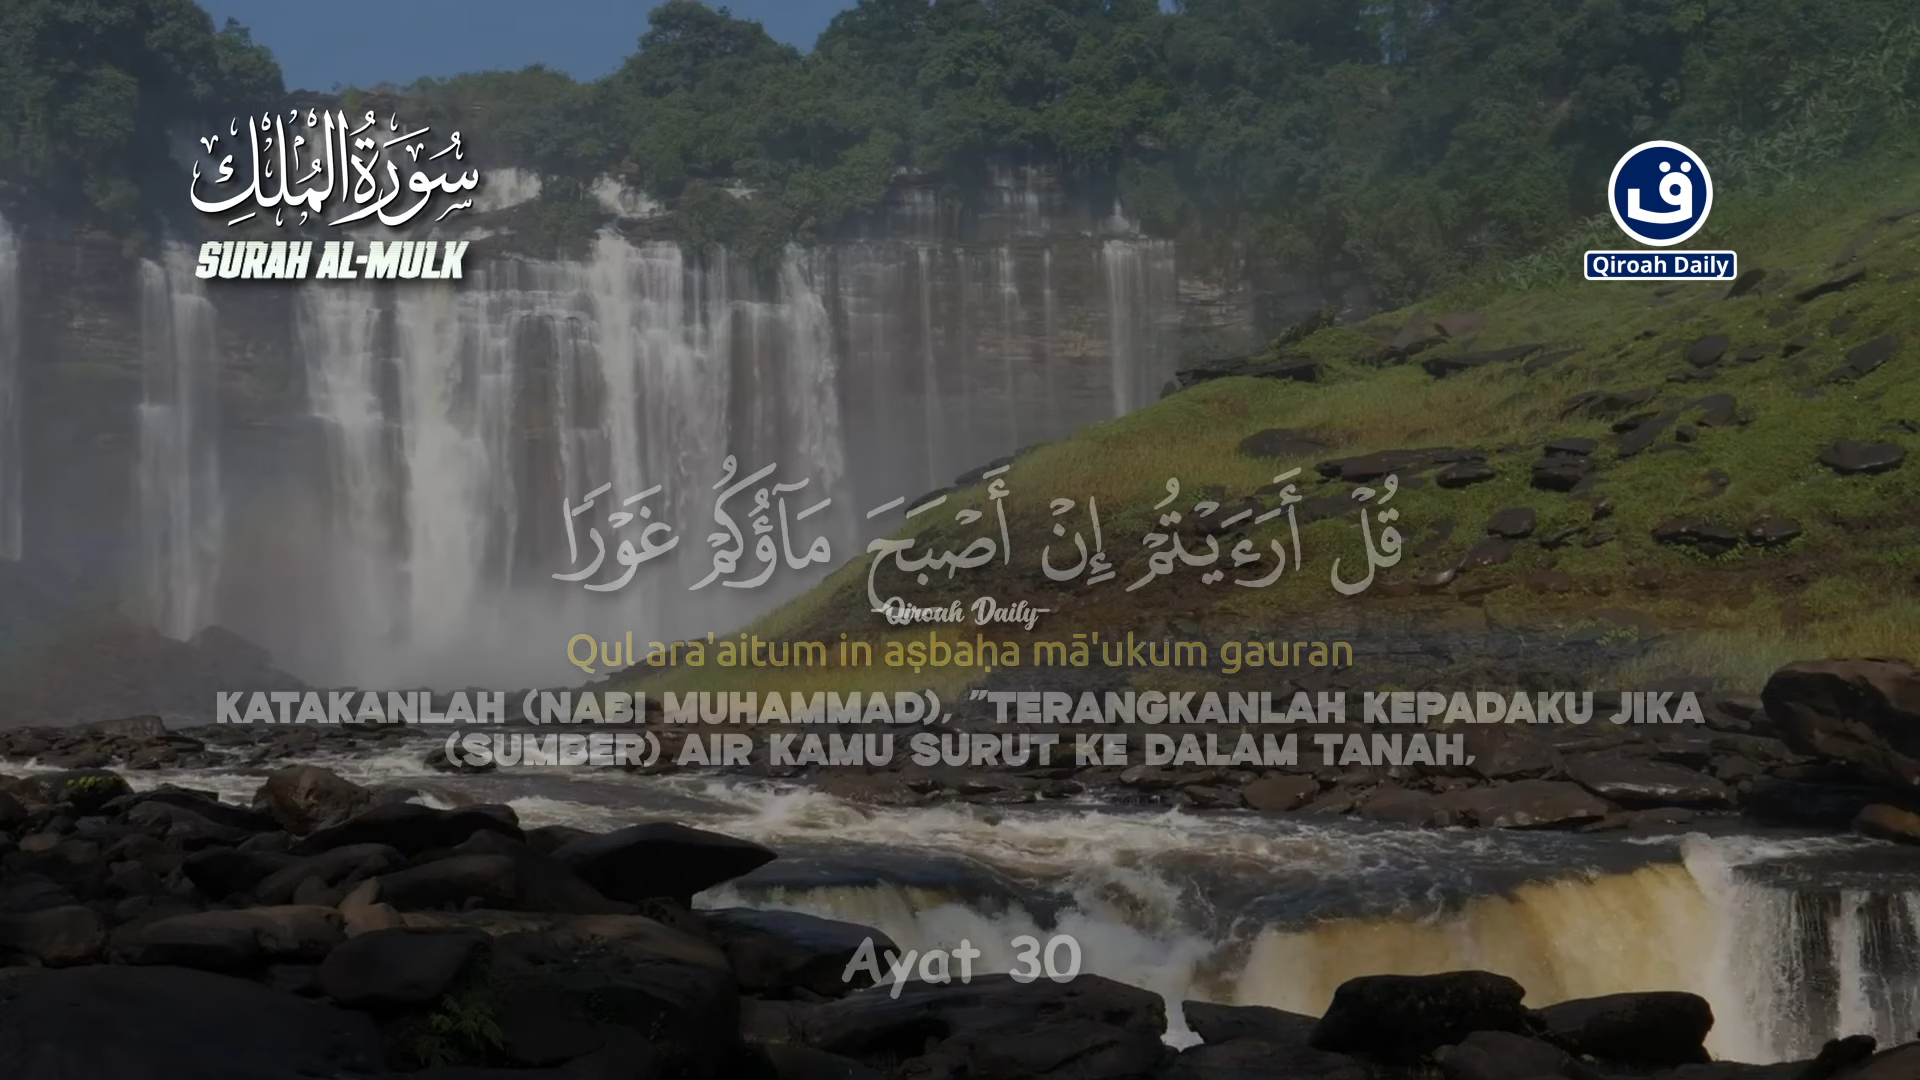 سُورَةُ الْمُلْكِ
SURAH AL-MULK
ق
Qiroah Daily
قُلْ أَرَءَيْتُمْ إِنْ أَصْبَحَ مَآؤُكُمْ غَوْرًا
-Qiroah Daily-
Qul ara'aitum in aṣbaḥa mā'ukum gauran
KATAKANLAH (NABI MUHAMMAD), "TERANGKANLAH KEPADAKU JIKA
(SUMBER) AIR KAMU SURUT KE DALAM TANAH,
Ayat 30